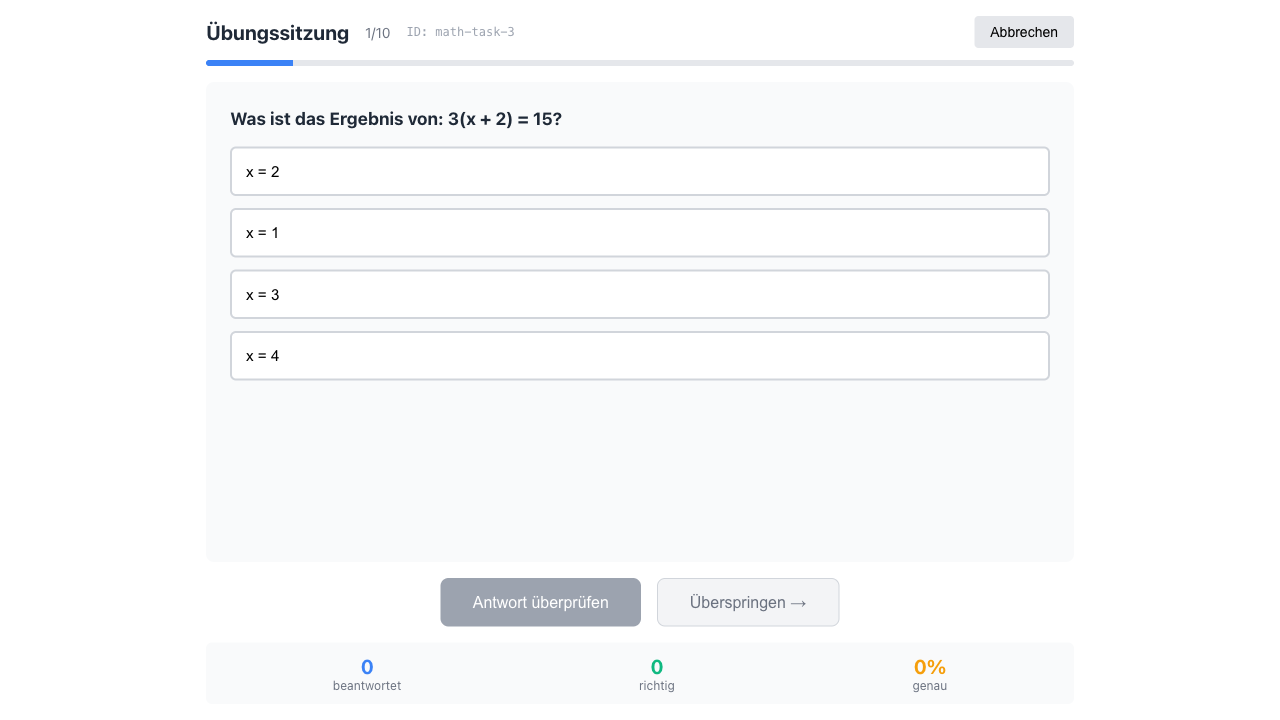 Übungssitzung 1/10 ID: math-task-3 Abbrechen
Was ist das Ergebnis von: 3(x + 2) = 15?
x = 2
x = 1
x = 3
x = 4
Antwort überprüfen Überspringen →
0 0 0%
beantwortet richtig genau